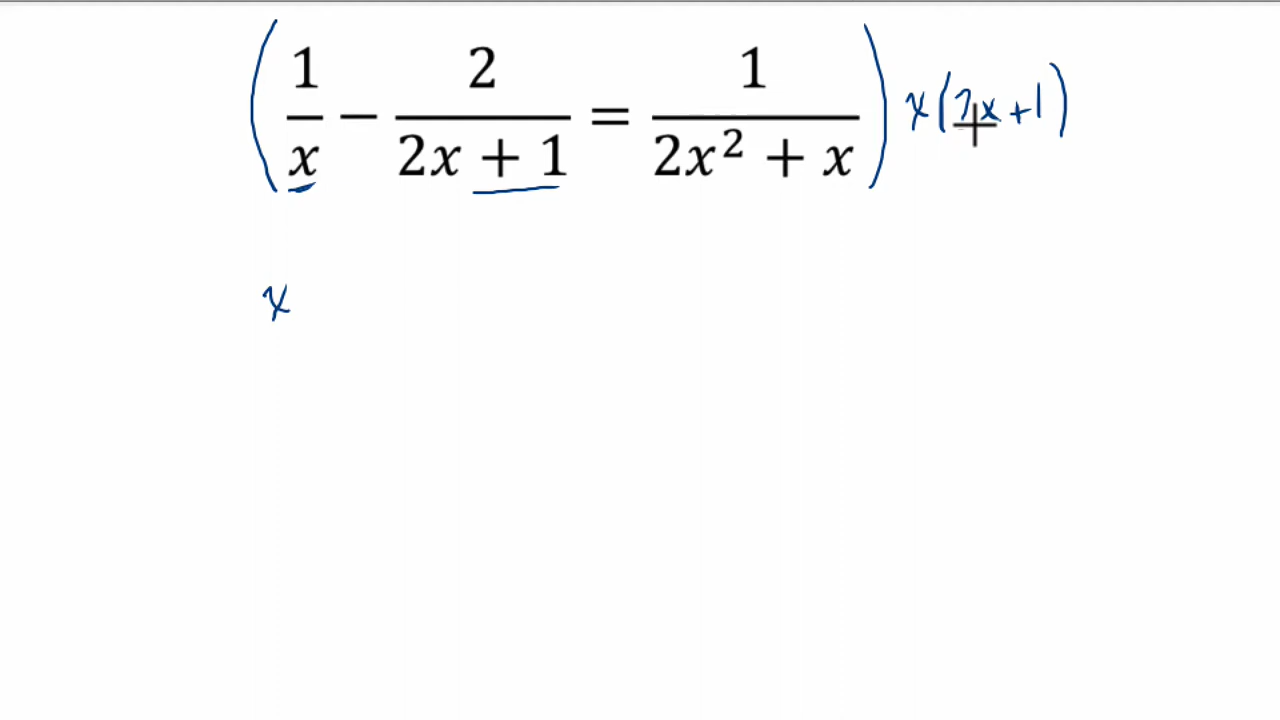 ( 1/x − 2/(2x + 1) = 1/(2x² + x) ) x(2x+1)
x